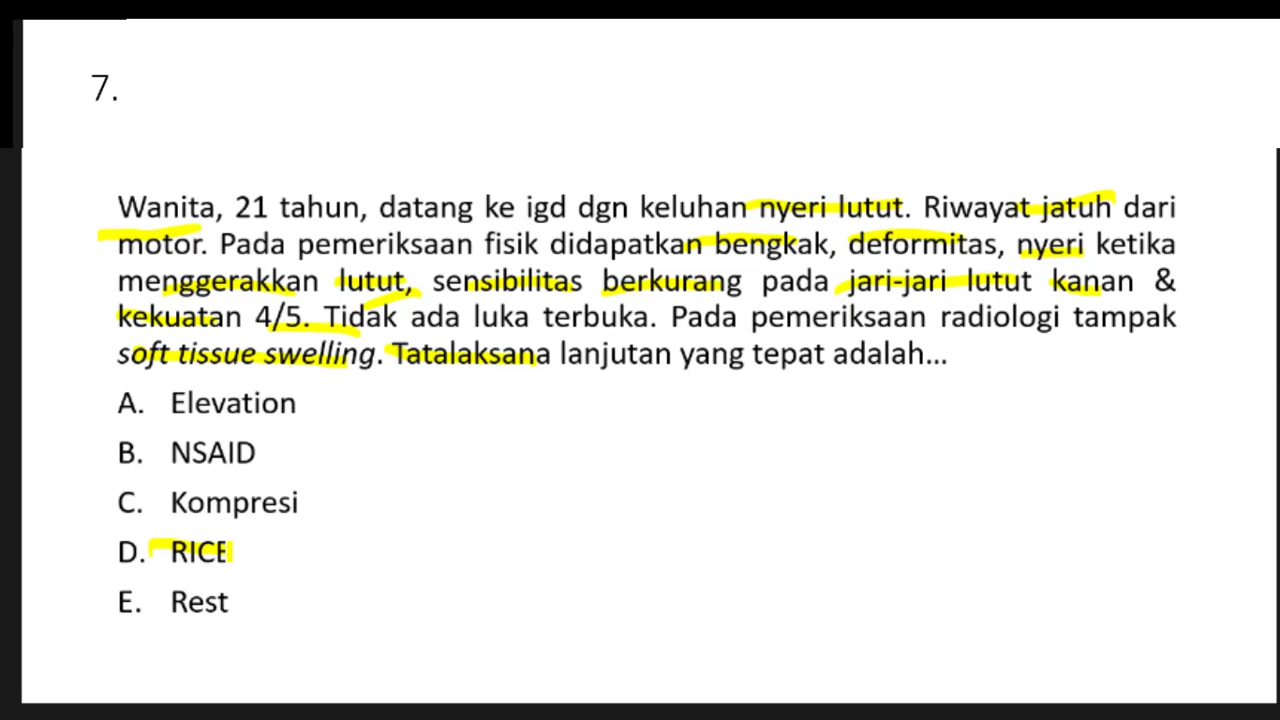 7.
Wanita, 21 tahun, datang ke igd dgn keluhan nyeri lutut. Riwayat jatuh dari
motor. Pada pemeriksaan fisik didapatkan bengkak, deformitas, nyeri ketika
menggerakkan lutut, sensibilitas berkurang pada jari-jari lutut kanan &
kekuatan 4/5. Tidak ada luka terbuka. Pada pemeriksaan radiologi tampak
soft tissue swelling. Tatalaksana lanjutan yang tepat adalah...
A. Elevation
B. NSAID
C. Kompresi
D. RICE
E. Rest